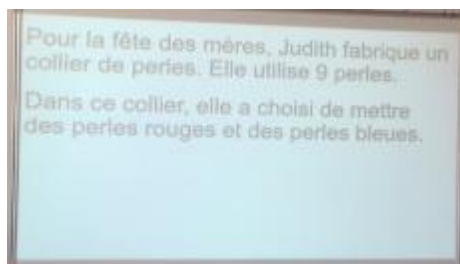 Pour la fête des mères, Judith fabrique un
collier de perles. Elle utilise 9 perles.
Dans ce collier, elle a choisi de mettre
des perles rouges et des perles bleues.